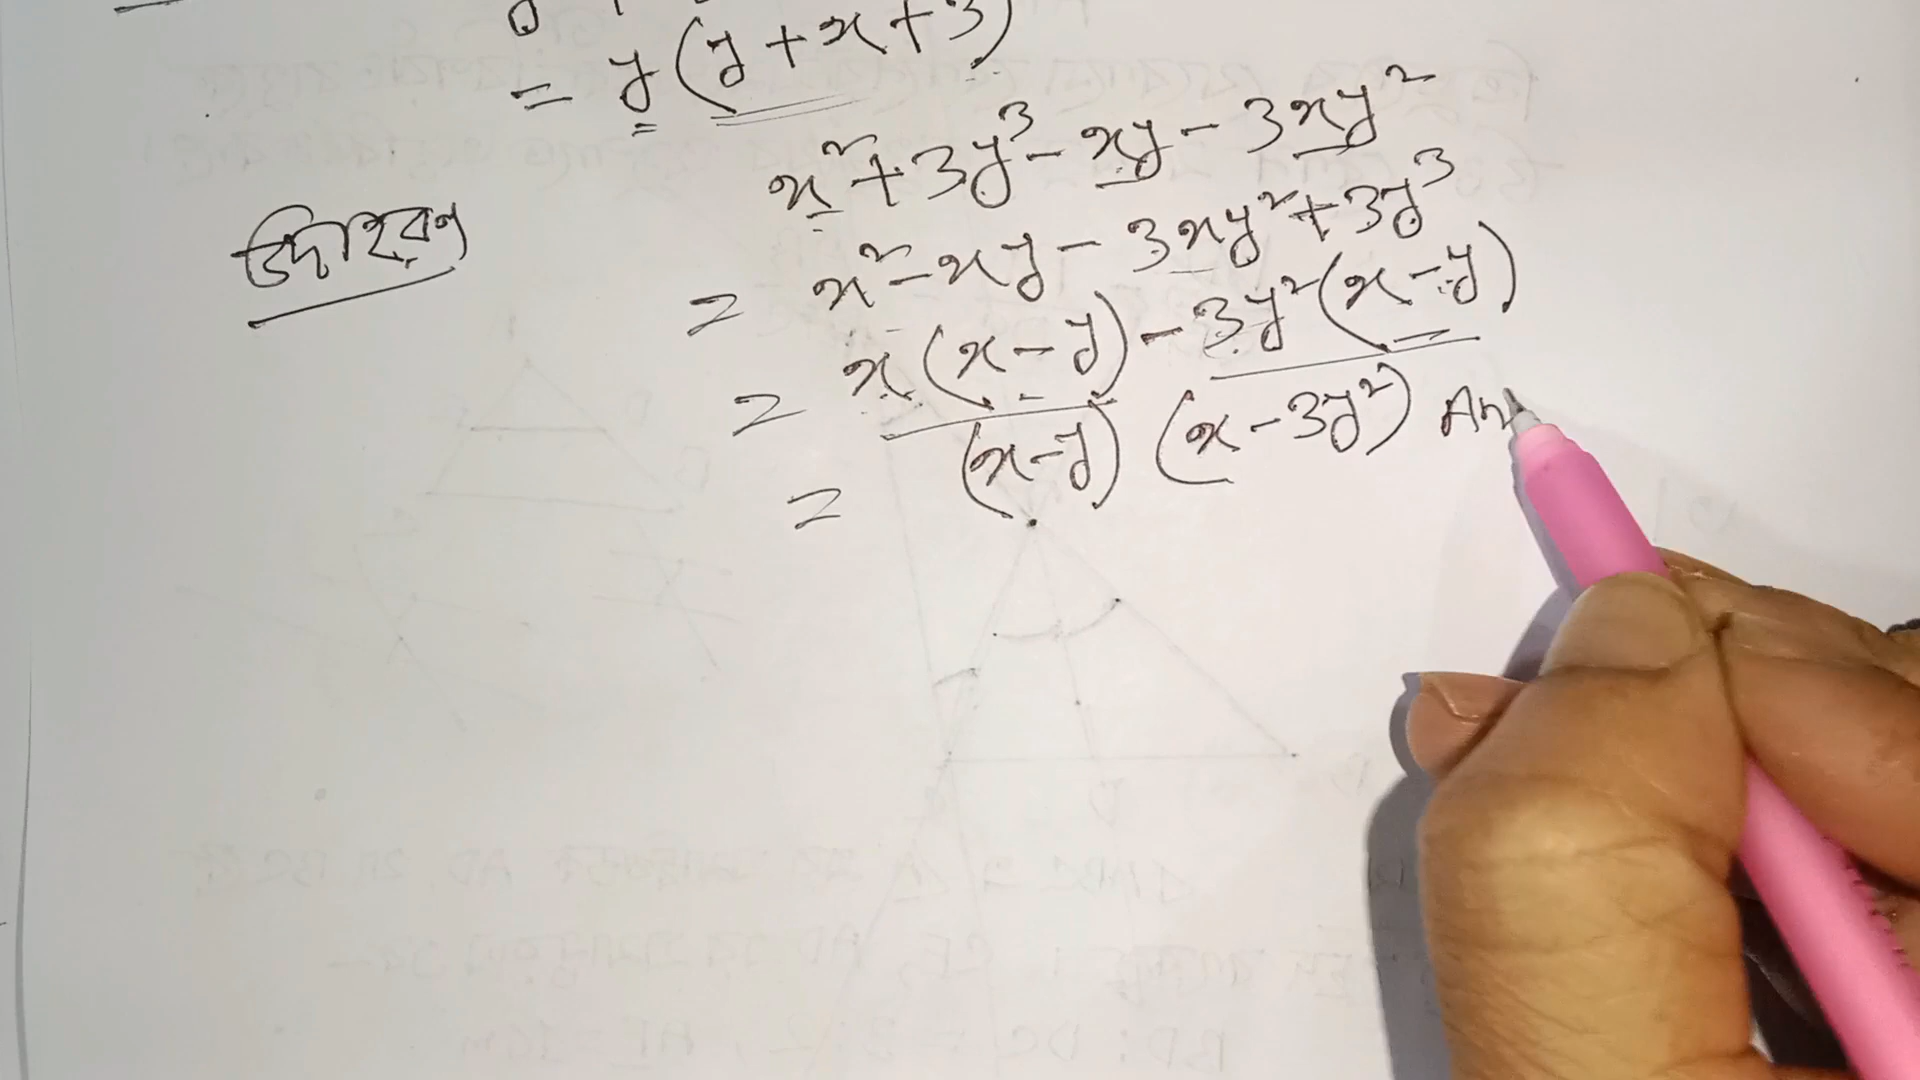 = y(y+x+3)
উদাহরণ
x²+3y³-xy-3xy²
= x²-xy-3xy²+3y³
= x(x-y)-3y²(x-y)
= (x-y) (x-3y²) Ans